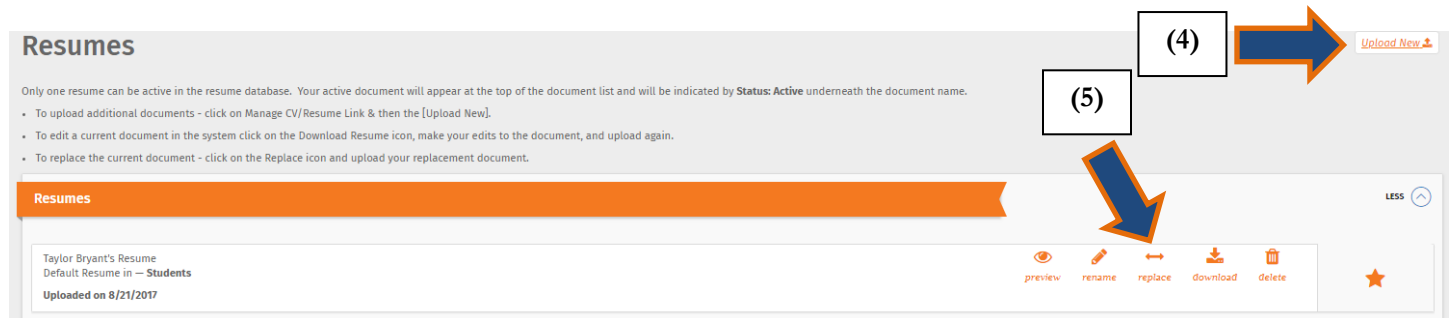 (4)
Resumes
Upload New
(5)
Only one resume can be active in the resume database. Your active document will appear at the top of the document list and will be indicated by Status: Active underneath the document name.
• To upload additional documents - click on Manage CV/Resume Link & then the [Upload New].
• To edit a current document in the system click on the Download Resume icon, make your edits to the document, and upload again.
• To replace the current document - click on the Replace icon and upload your replacement document.
Resumes
LESS
Taylor Bryant's Resume
Default Resume in — Students
Uploaded on 8/21/2017
preview rename replace download delete